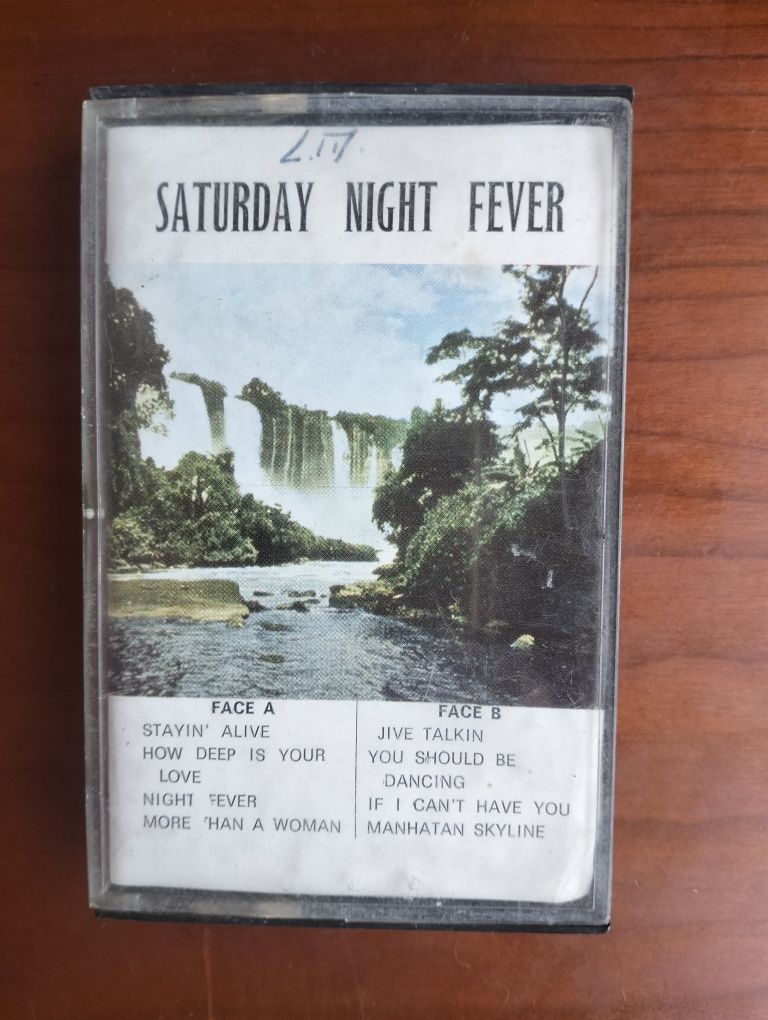 SATURDAY NIGHT FEVER
FACE A
STAYIN' ALIVE
HOW DEEP IS YOUR
LOVE
NIGHT FEVER
MORE 'HAN A WOMAN
FACE B
JIVE TALKIN
YOU SHOULD BE
DANCING
IF I CAN'T HAVE YOU
MANHATAN SKYLINE